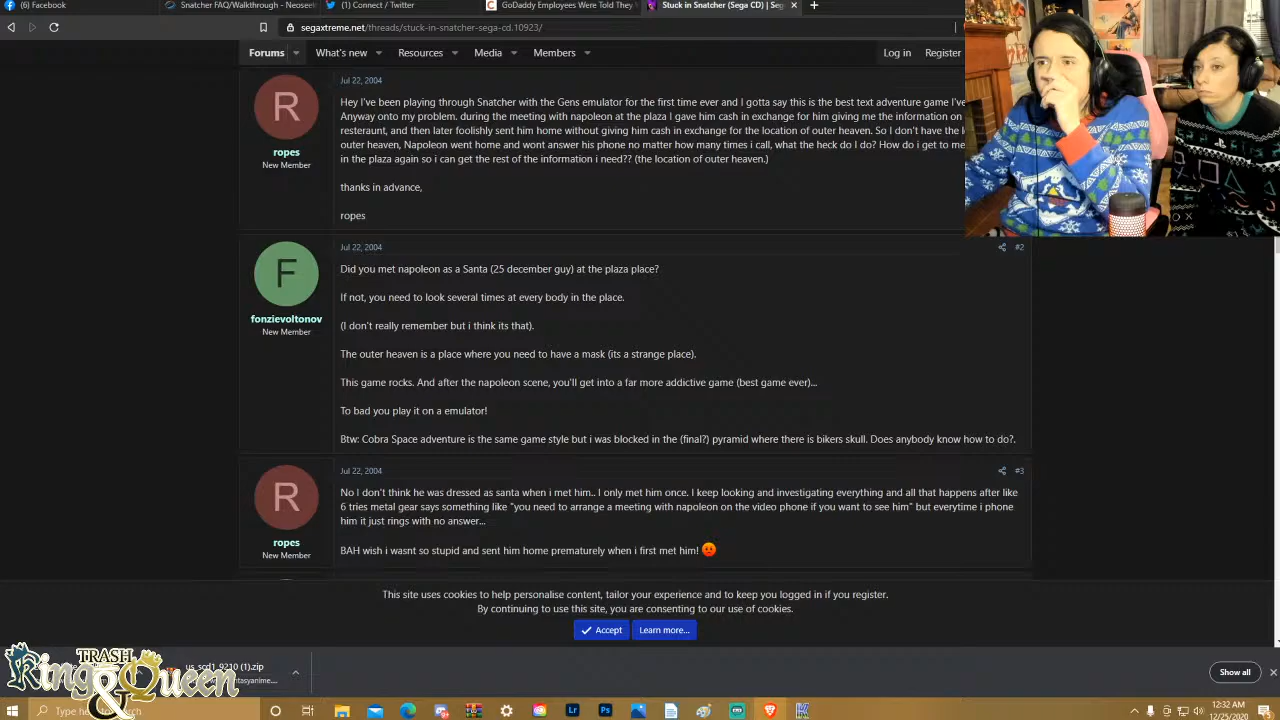 (6) Facebook
Snatcher FAQ/Walkthrough - Neoseeker
(1) Connect / Twitter
GoDaddy Employees Were Told They
Stuck in Snatcher (Sega CD) | Seg
segaxtreme.net/threads/stuck-in-snatcher-sega-cd.10923/
Forums What's new Resources Media Members Log in Register
R
ropes
New Member
Jul 22, 2004
Hey I've been playing through Snatcher with the Gens emulator for the first time ever and I gotta say this is the best text adventure game I've
Anyway onto my problem. during the meeting with napoleon at the plaza I gave him cash in exchange for him giving me the information on
resteraunt, and then after foolishly sent him home without giving him cash in exchange for the location of outer heaven. So I don't have the
outer heaven, Napoleon went home and wont answer his phone no matter how many times i call, what the heck do I do? How do i get to me
in the plaza again so i can get the rest of the information i need?? (the location of outer heaven.)
thanks in advance,
ropes
F
fonzievoltonov
New Member
Jul 22, 2004 #2
Did you met napoleon as a Santa (25 december guy) at the plaza place?
If not, you need to look several times at every body in the place.
(I don't really remember but i think its that).
The outer heaven is a place where you need to have a mask (its a strange place).
This game rocks. And after the napoleon scene, you'll get into a far more addictive game (best game ever)...
To bad you play it on a emulator!
Btw: Cobra Space adventure is the same game style but i was blocked in the (final?) pyramid where there is bikers skull. Does anybody know how to do?.
R
ropes
New Member
Jul 22, 2004 #3
No I don't think he was dressed as santa when i met him.. I only met him once. I keep looking and investigating everything and all that happens after like
6 tries metal gear says something like "you need to arrange a meeting with napoleon on the video phone if you want to see him" but everytime i phone
him it just rings with no answer...
BAH wish i wasnt so stupid and sent him home prematurely when i first met him!
This site uses cookies to help personalise content, tailor your experience and to keep you logged in if you register.
By continuing to use this site, you are consenting to our use of cookies.
Accept Learn more...
TRASH
King & Queen
us_scd1_9210 (1).zip
Show all
Type here to search
12:32 AM
12/25/2020